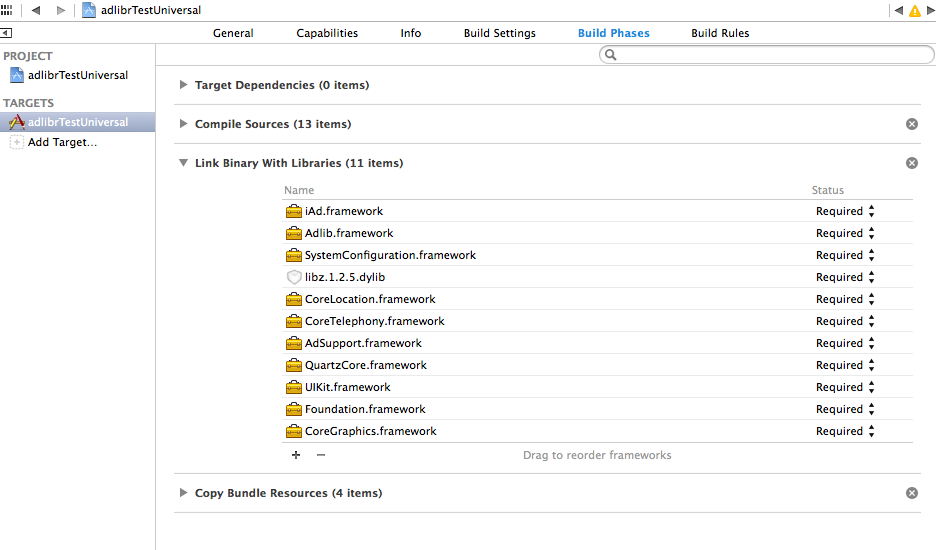 adlibrTestUniversal
General Capabilities Info Build Settings Build Phases Build Rules
PROJECT
adlibrTestUniversal
TARGETS
adlibrTestUniversal
Add Target...
Target Dependencies (0 items)
Compile Sources (13 items)
Link Binary With Libraries (11 items)
Name Status
iAd.framework Required
Adlib.framework Required
SystemConfiguration.framework Required
libz.1.2.5.dylib Required
CoreLocation.framework Required
CoreTelephony.framework Required
AdSupport.framework Required
QuartzCore.framework Required
UIKit.framework Required
Foundation.framework Required
CoreGraphics.framework Required
+ − Drag to reorder frameworks
Copy Bundle Resources (4 items)